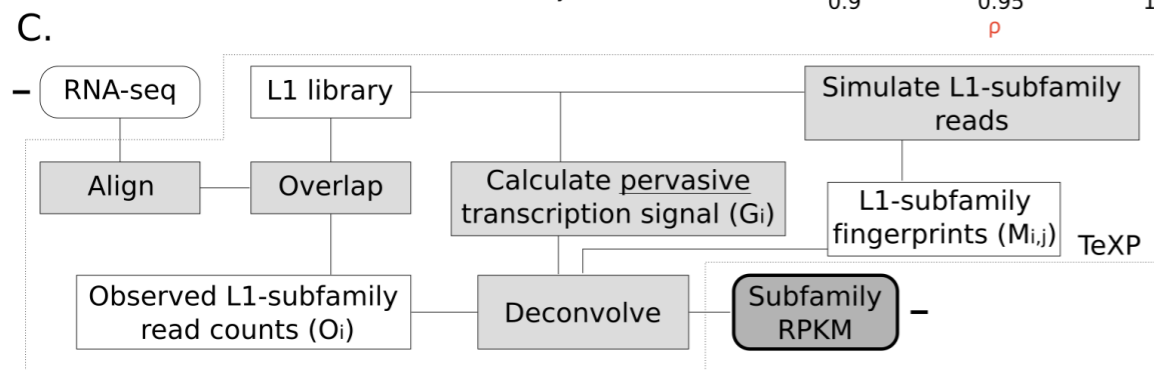 0.9 0.95 1
ρ
C.
RNA-seq
L1 library
Simulate L1-subfamily
reads
Align
Overlap
Calculate pervasive
transcription signal (Gi)
L1-subfamily
fingerprints (Mi,j)
TeXP
Observed L1-subfamily
read counts (Oi)
Deconvolve
Subfamily
RPKM